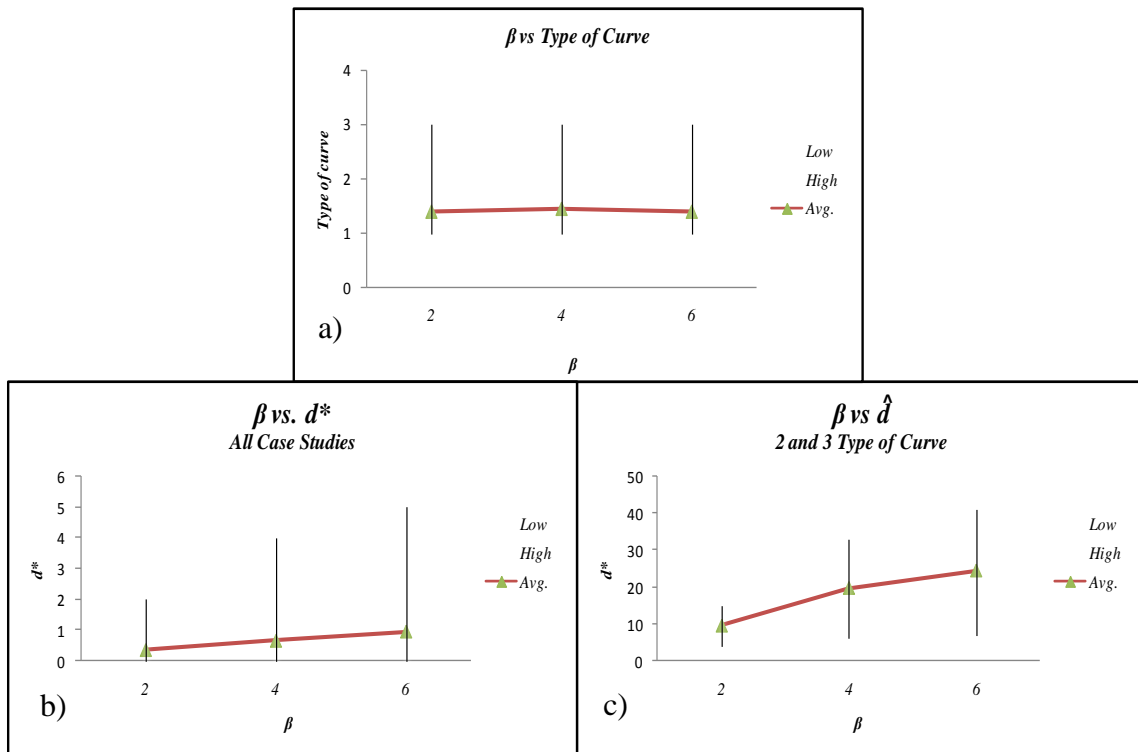 β vs Type of Curve
4
3
2
1
0
Type of curve
2
4
6
β
Low
High
Avg.
a)
β vs. d*
All Case Studies
6
5
4
3
2
1
0
d*
2
4
6
β
Low
High
Avg.
b)
β vs d̂
2 and 3 Type of Curve
50
40
30
20
10
0
d*
2
4
6
β
Low
High
Avg.
c)